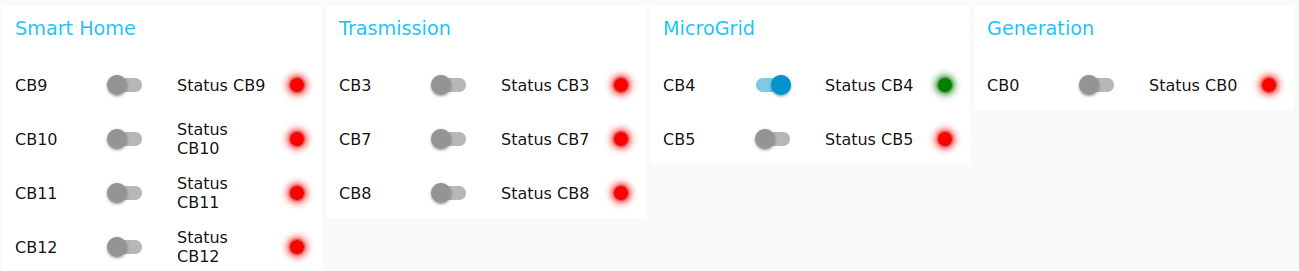 Smart Home
CB9 Status CB9
CB10 Status
CB10
CB11 Status
CB11
CB12 Status
CB12
Trasmission
CB3 Status CB3
CB7 Status CB7
CB8 Status CB8
MicroGrid
CB4 Status CB4
CB5 Status CB5
Generation
CB0 Status CB0